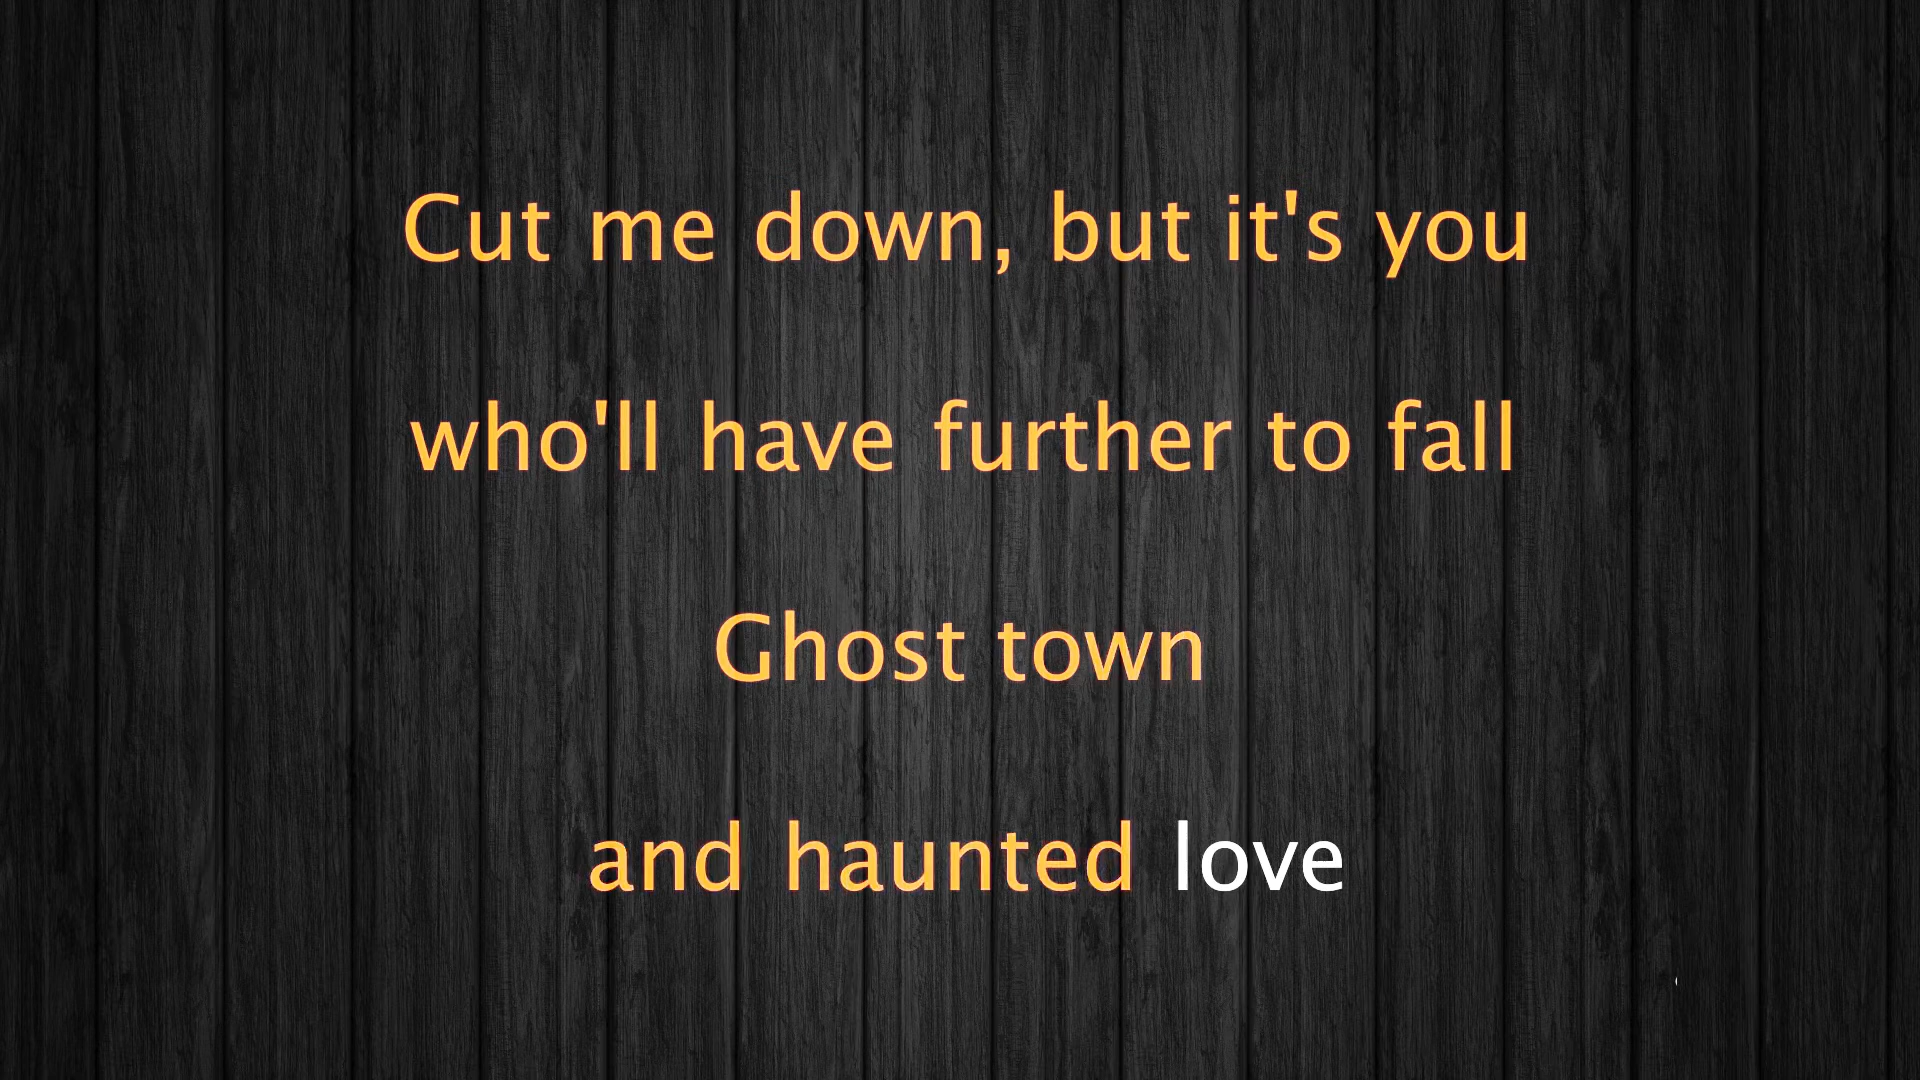 Cut me down, but it's you
who'll have further to fall
Ghost town
and haunted love